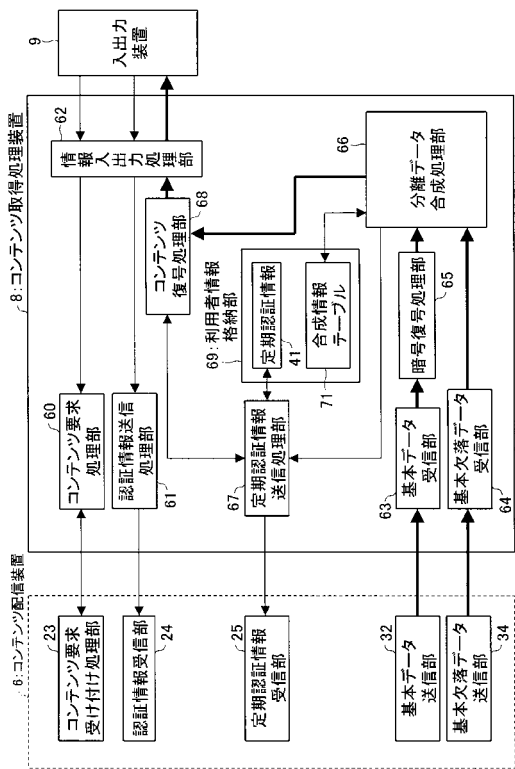 6:コンテンツ配信装置
8:コンテンツ取得処理装置
23
コンテンツ要求
受け付け処理部
60
コンテンツ要求
処理部
62
情報
入出力
処理部
9
入出力
装置
24
認証情報受信部
認証情報送信
処理部
61
コンテンツ
復号処理部
68
69:利用者情報
格納部
25
定期認証情報
受信部
67
定期認証情報
送信処理部
定期認証情報
41
合成情報
テーブル
71
66
分離データ
合成処理部
32
基本データ
送信部
63
基本データ
受信部
暗号復号処理部
65
34
基本欠落データ
送信部
基本欠落データ
受信部
64